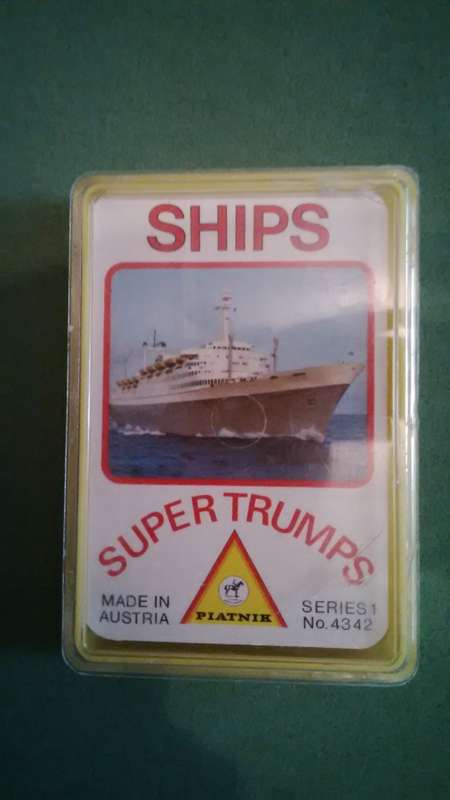 SHIPS
SUPER TRUMPS
MADE IN
AUSTRIA
PIATNIK
SERIES 1
No. 4342